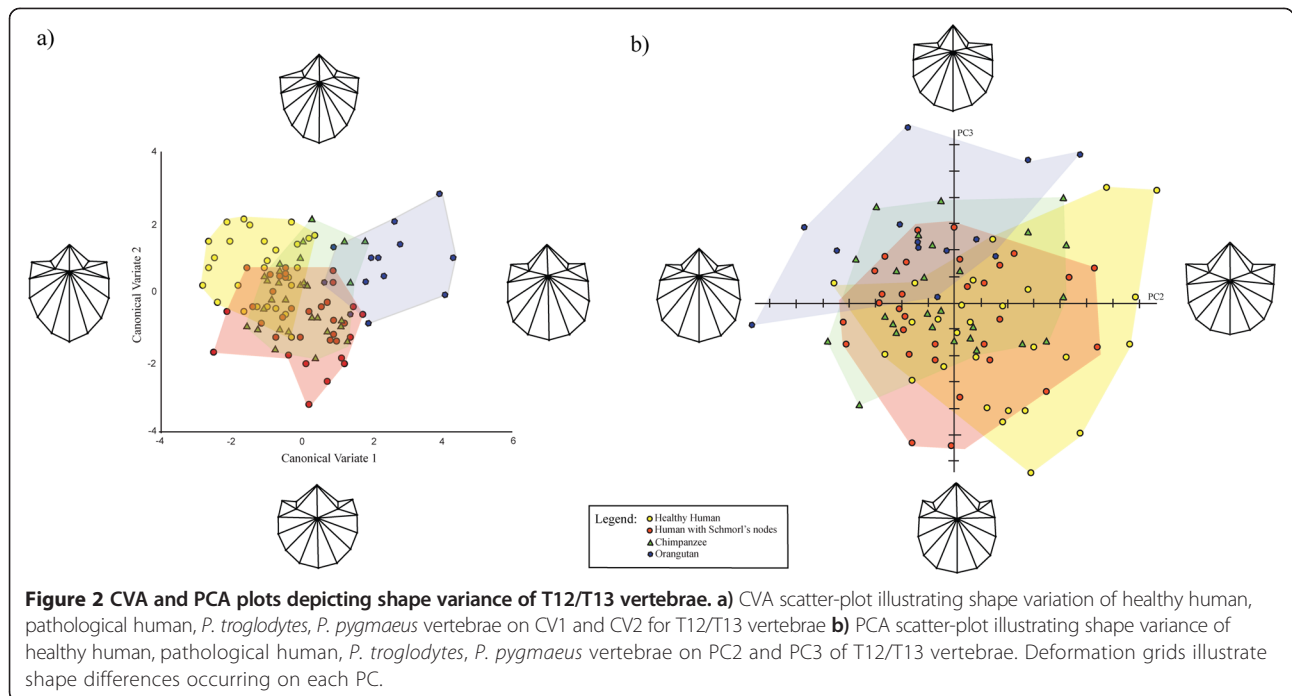 a)
b)
4
2
0
-2
-4
Canonical Variate 2
-4
-2
0
2
4
6
Canonical Variate 1
PC3
PC2
Legend:
Healthy Human
Human with Schmorl's nodes
Chimpanzee
Orangutan
Figure 2 CVA and PCA plots depicting shape variance of T12/T13 vertebrae. a) CVA scatter-plot illustrating shape variation of healthy human,
pathological human, P. troglodytes, P. pygmaeus vertebrae on CV1 and CV2 for T12/T13 vertebrae b) PCA scatter-plot illustrating shape variance of
healthy human, pathological human, P. troglodytes, P. pygmaeus vertebrae on PC2 and PC3 of T12/T13 vertebrae. Deformation grids illustrate
shape differences occurring on each PC.